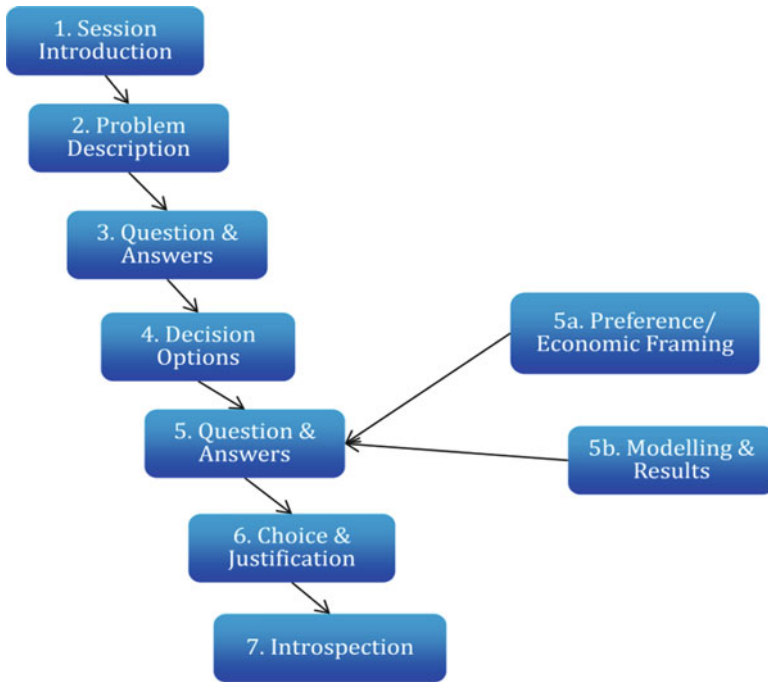 1. Session
Introduction
2. Problem
Description
3. Question &
Answers
4. Decision
Options
5. Question &
Answers
5a. Preference/
Economic Framing
5b. Modelling &
Results
6. Choice &
Justification
7. Introspection